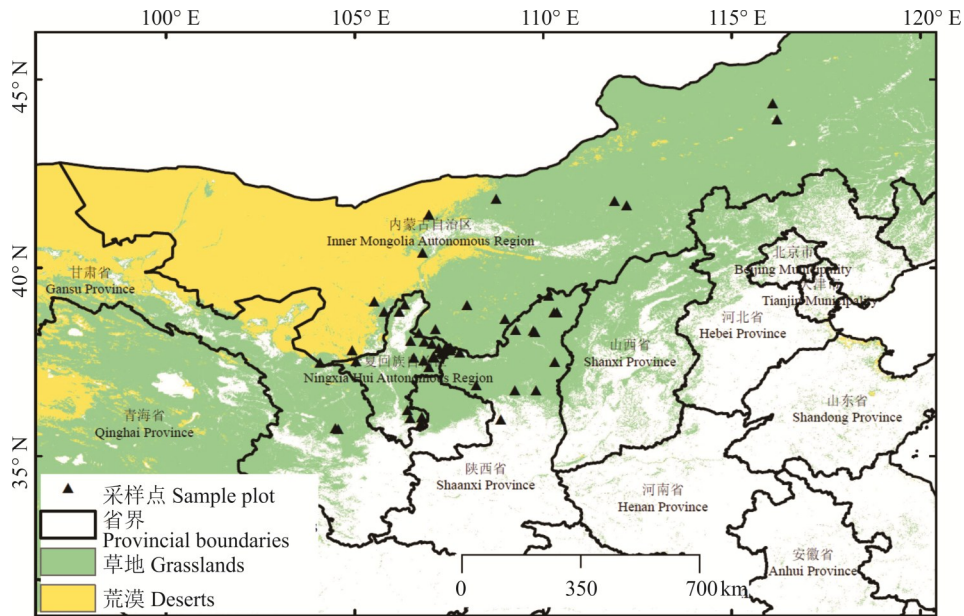 100° E 105° E 110° E 115° E 120° E
45° N
40° N
35° N
内蒙古自治区
Inner Mongolia Autonomous Region
北京市
Beijing Municipality
甘肃省
Gansu Province
天津市
Tianjin Municipality
河北省
Hebei Province
山西省
Shanxi Province
夏回族自
Ningxia Hui Autonomous Region
青海省
Qinghai Province
山东省
Shandong Province
陕西省
Shaanxi Province
河南省
Henan Province
安徽省
Anhui Province
采样点 Sample plot
省界
Provincial boundaries
草地 Grasslands
荒漠 Deserts
0 350 700 km